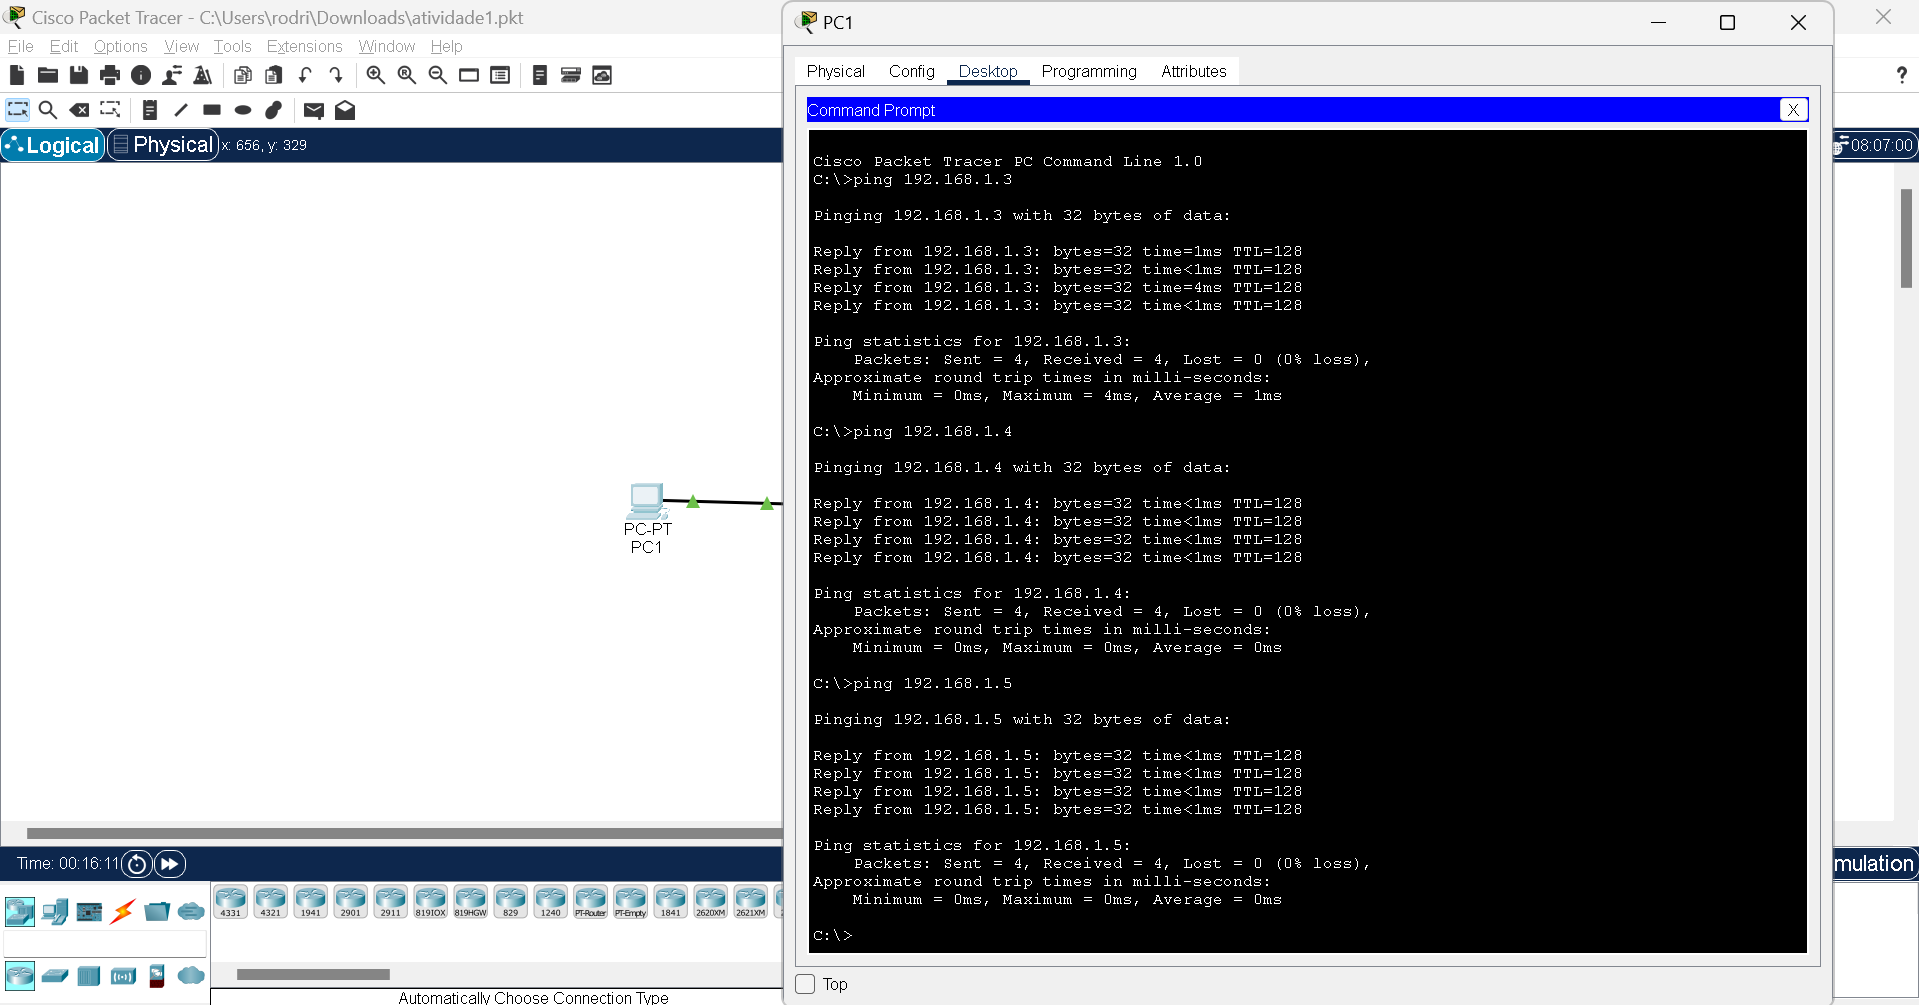 Cisco Packet Tracer - C:\Users\rodri\Downloads\atividade1.pkt
File Edit Options View Tools Extensions Window Help
?
Logical Physical x: 656, y: 329
08:07:00
PC-PT
PC1
Time: 00:16:11
mulation
4331 4321 1941 2901 2911 819IOX 819HGW 829 1240 PT-Router PT-Empty 1841 2620XM 2621XM
Automatically Choose Connection Type
PC1
Physical Config Desktop Programming Attributes
Command Prompt X
Cisco Packet Tracer PC Command Line 1.0
C:\>ping 192.168.1.3
Pinging 192.168.1.3 with 32 bytes of data:
Reply from 192.168.1.3: bytes=32 time=1ms TTL=128
Reply from 192.168.1.3: bytes=32 time<1ms TTL=128
Reply from 192.168.1.3: bytes=32 time=4ms TTL=128
Reply from 192.168.1.3: bytes=32 time<1ms TTL=128
Ping statistics for 192.168.1.3:
Packets: Sent = 4, Received = 4, Lost = 0 (0% loss),
Approximate round trip times in milli-seconds:
Minimum = 0ms, Maximum = 4ms, Average = 1ms
C:\>ping 192.168.1.4
Pinging 192.168.1.4 with 32 bytes of data:
Reply from 192.168.1.4: bytes=32 time<1ms TTL=128
Reply from 192.168.1.4: bytes=32 time<1ms TTL=128
Reply from 192.168.1.4: bytes=32 time<1ms TTL=128
Reply from 192.168.1.4: bytes=32 time<1ms TTL=128
Ping statistics for 192.168.1.4:
Packets: Sent = 4, Received = 4, Lost = 0 (0% loss),
Approximate round trip times in milli-seconds:
Minimum = 0ms, Maximum = 0ms, Average = 0ms
C:\>ping 192.168.1.5
Pinging 192.168.1.5 with 32 bytes of data:
Reply from 192.168.1.5: bytes=32 time<1ms TTL=128
Reply from 192.168.1.5: bytes=32 time<1ms TTL=128
Reply from 192.168.1.5: bytes=32 time<1ms TTL=128
Reply from 192.168.1.5: bytes=32 time<1ms TTL=128
Ping statistics for 192.168.1.5:
Packets: Sent = 4, Received = 4, Lost = 0 (0% loss),
Approximate round trip times in milli-seconds:
Minimum = 0ms, Maximum = 0ms, Average = 0ms
C:\>
Top